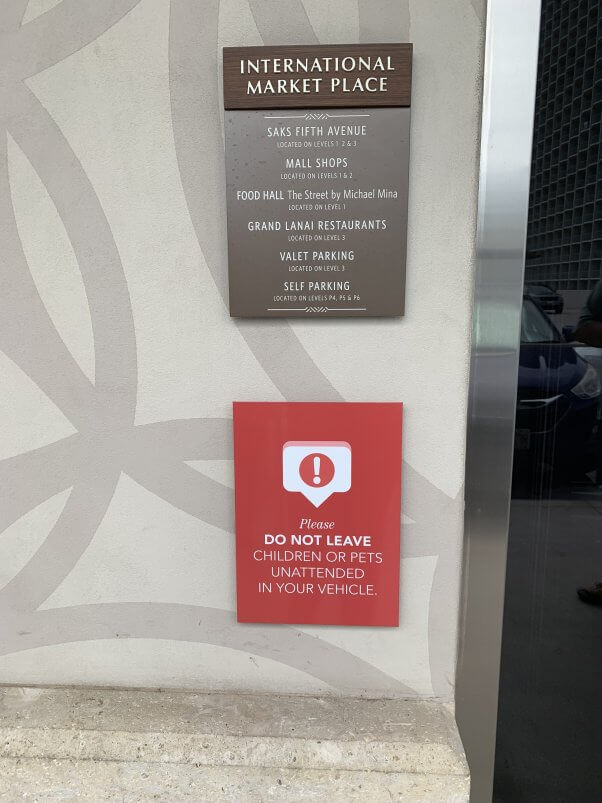 INTERNATIONAL
MARKET PLACE
SAKS FIFTH AVENUE
LOCATED ON LEVELS 1 2 & 3
MALL SHOPS
LOCATED ON LEVELS 1 & 2
FOOD HALL The Street by Michael Mina
LOCATED ON LEVEL 1
GRAND LANAI RESTAURANTS
LOCATED ON LEVEL 3
VALET PARKING
LOCATED ON LEVEL 3
SELF PARKING
LOCATED ON LEVELS P4, P5 & P6
!
Please
DO NOT LEAVE
CHILDREN OR PETS
UNATTENDED
IN YOUR VEHICLE.